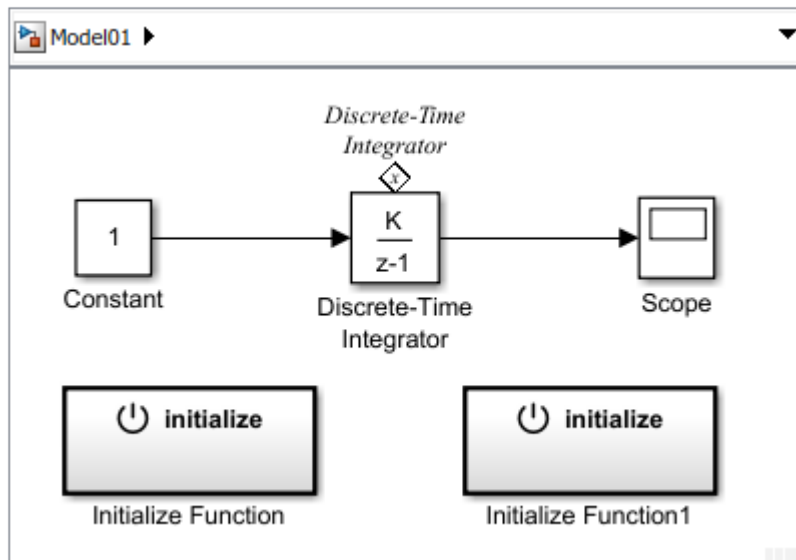 Model01
Discrete-Time
Integrator
x
1
K
z-1
Constant
Discrete-Time
Integrator
Scope
initialize
initialize
Initialize Function
Initialize Function1